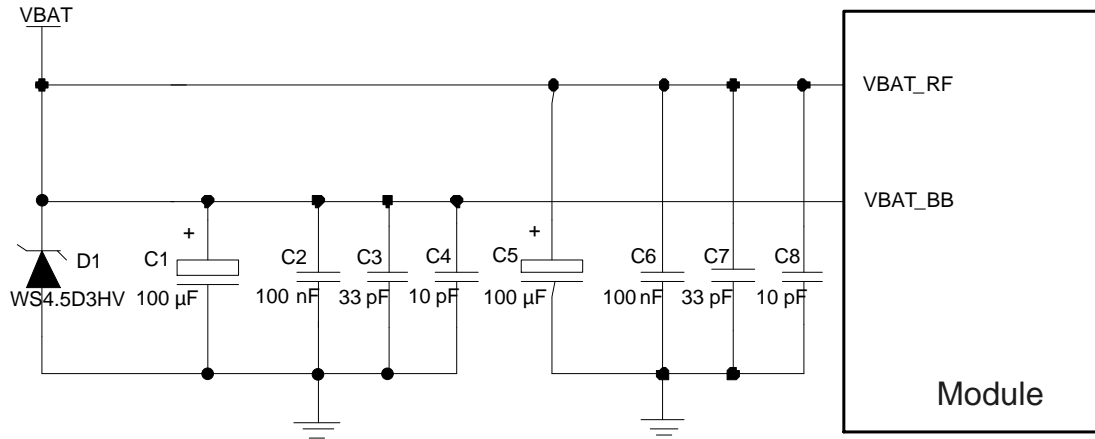 VBAT
VBAT_RF
VBAT_BB
+
+
D1
C1
C2
C3
C4
C5
C6
C7
C8
WS4.5D3HV
100 µF
100 nF
33 pF
10 pF
100 µF
100 nF
33 pF
10 pF
Module